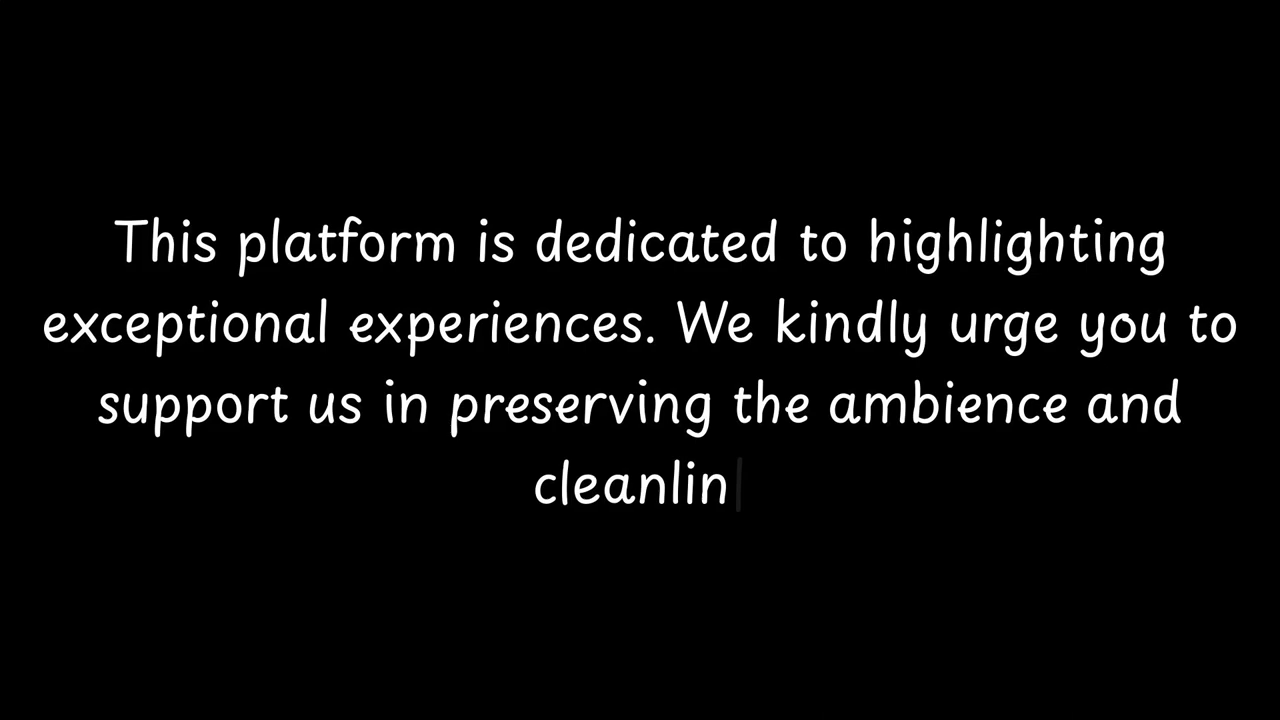 This platform is dedicated to highlighting
exceptional experiences. We kindly urge you to
support us in preserving the ambience and
cleanlin